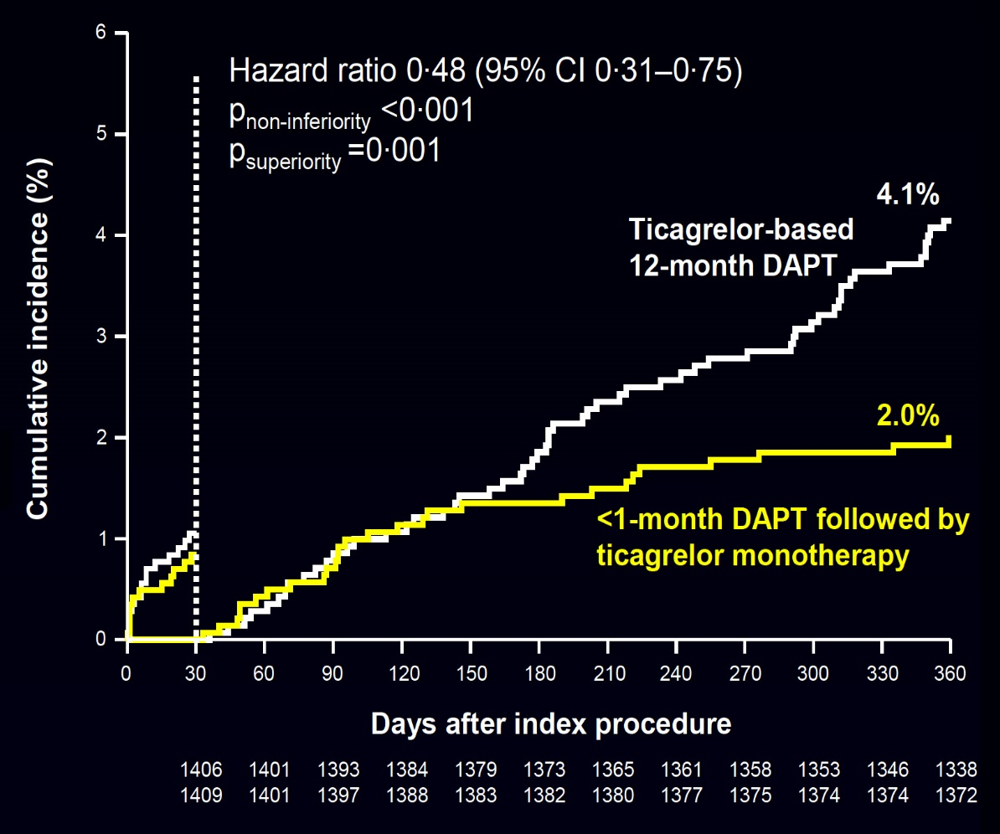 Hazard ratio 0·48 (95% CI 0·31–0·75)
pnon-inferiority <0·001
psuperiority =0·001
Cumulative incidence (%)
6
5
4
3
2
1
0
4.1%
Ticagrelor-based
12-month DAPT
2.0%
<1-month DAPT followed by
ticagrelor monotherapy
0 30 60 90 120 150 180 210 240 270 300 330 360
Days after index procedure
1406 1401 1393 1384 1379 1373 1365 1361 1358 1353 1346 1338
1409 1401 1397 1388 1383 1382 1380 1377 1375 1374 1374 1372